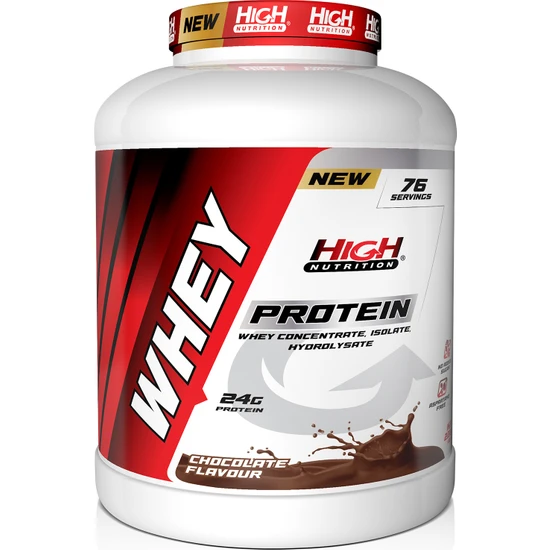 NEW
HiGH
NUTRITION
HiGH
NUTRITION
HiGH
NEW
76
SERVINGS
HiGH
NUTRITION®
WHEY
PROTEIN
WHEY CONCENTRATE, ISOLATE,
HYDROLYSATE
24G
PROTEIN
CHOCOLATE
FLAVOUR